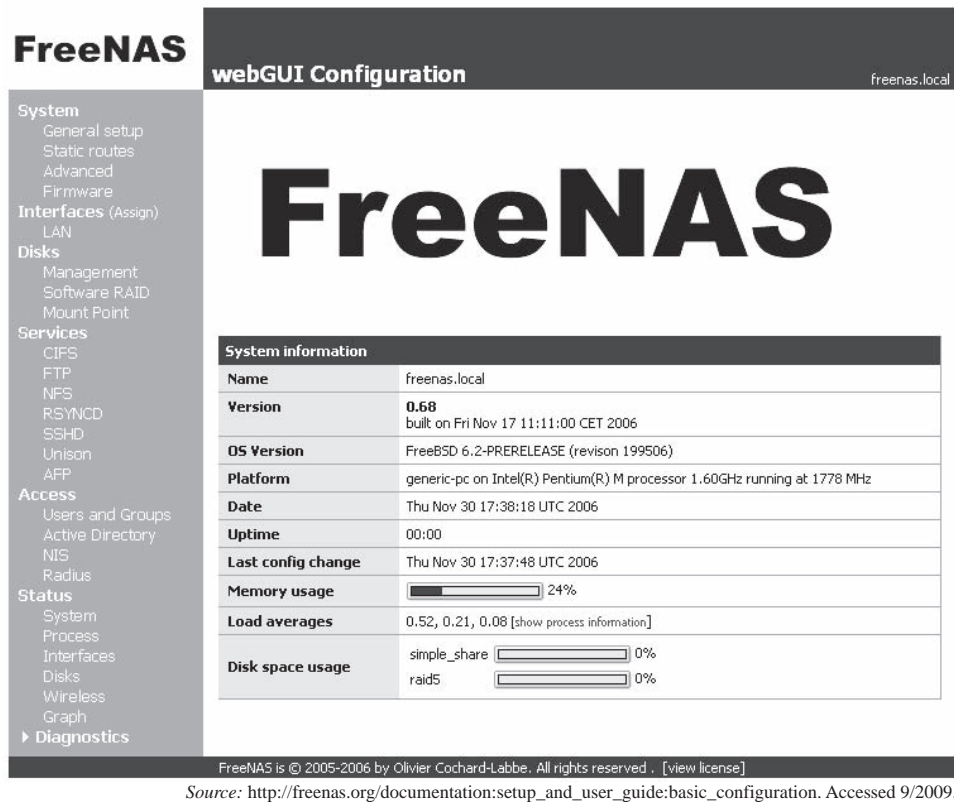 FreeNAS
webGUI Configuration
freenas.local
System
General setup
Static routes
Advanced
Firmware
Interfaces (Assign)
LAN
Disks
Management
Software RAID
Mount Point
Services
CIFS
FTP
NFS
RSYNCD
SSHD
Unison
AFP
Access
Users and Groups
Active Directory
NIS
Radius
Status
System
Process
Interfaces
Disks
Wireless
Graph
Diagnostics
FreeNAS
System information
Name freenas.local
Version 0.68
built on Fri Nov 17 11:11:00 CET 2006
OS Version FreeBSD 6.2-PRERELEASE (revison 199506)
Platform generic-pc on Intel(R) Pentium(R) M processor 1.60GHz running at 1778 MHz
Date Thu Nov 30 17:38:18 UTC 2006
Uptime 00:00
Last config change Thu Nov 30 17:37:48 UTC 2006
Memory usage 24%
Load averages 0.52, 0.21, 0.08 [show process information]
Disk space usage
simple_share 0%
raid5 0%
FreeNAS is © 2005-2006 by Olivier Cochard-Labbe. All rights reserved . [view license]
Source: http://freenas.org/documentation:setup_and_user_guide:basic_configuration. Accessed 9/2009.